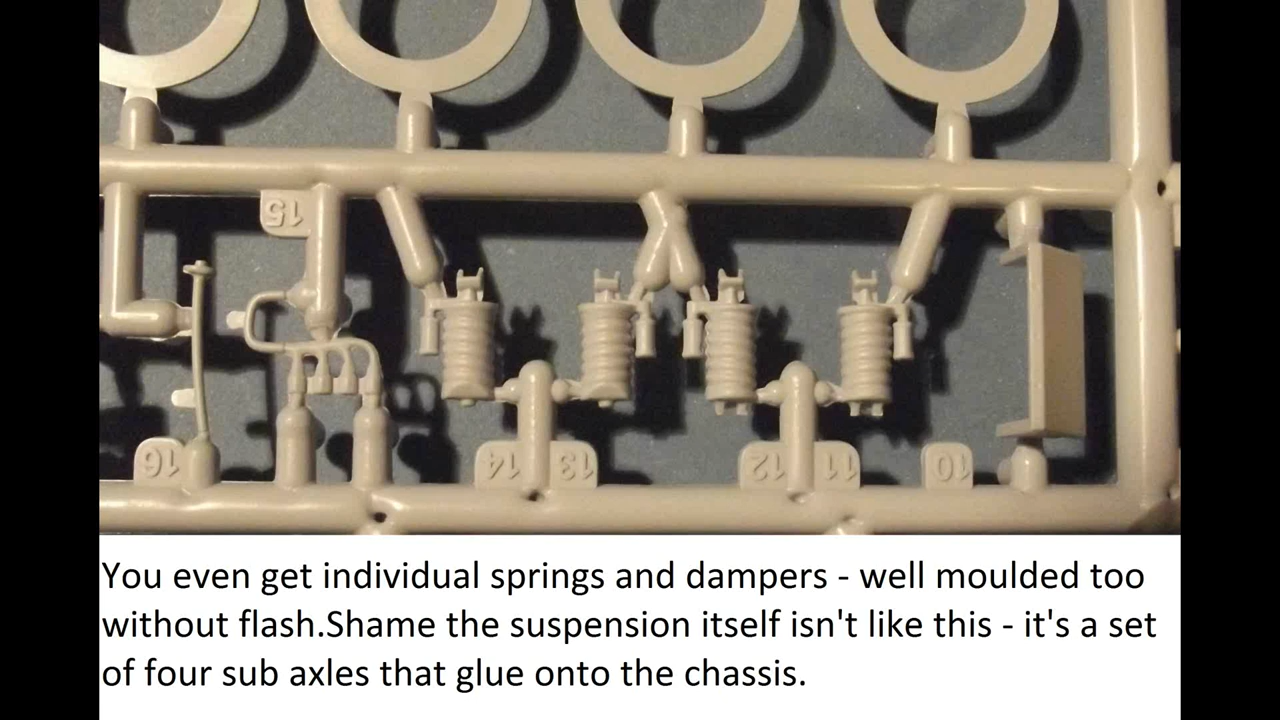 15
16
14
13
12
11
10
You even get individual springs and dampers - well moulded too
without flash.Shame the suspension itself isn't like this - it's a set
of four sub axles that glue onto the chassis.